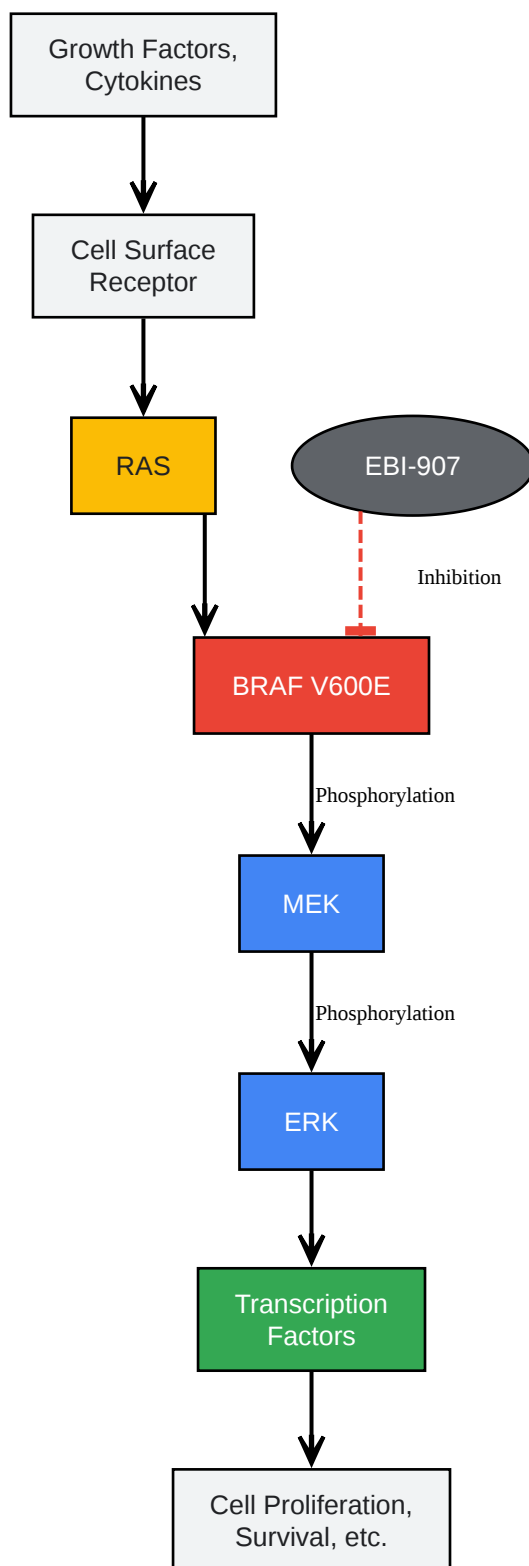 Growth Factors,
Cytokines
Cell Surface
Receptor
RAS
EBI-907
Inhibition
BRAF V600E
Phosphorylation
MEK
Phosphorylation
ERK
Transcription
Factors
Cell Proliferation,
Survival, etc.